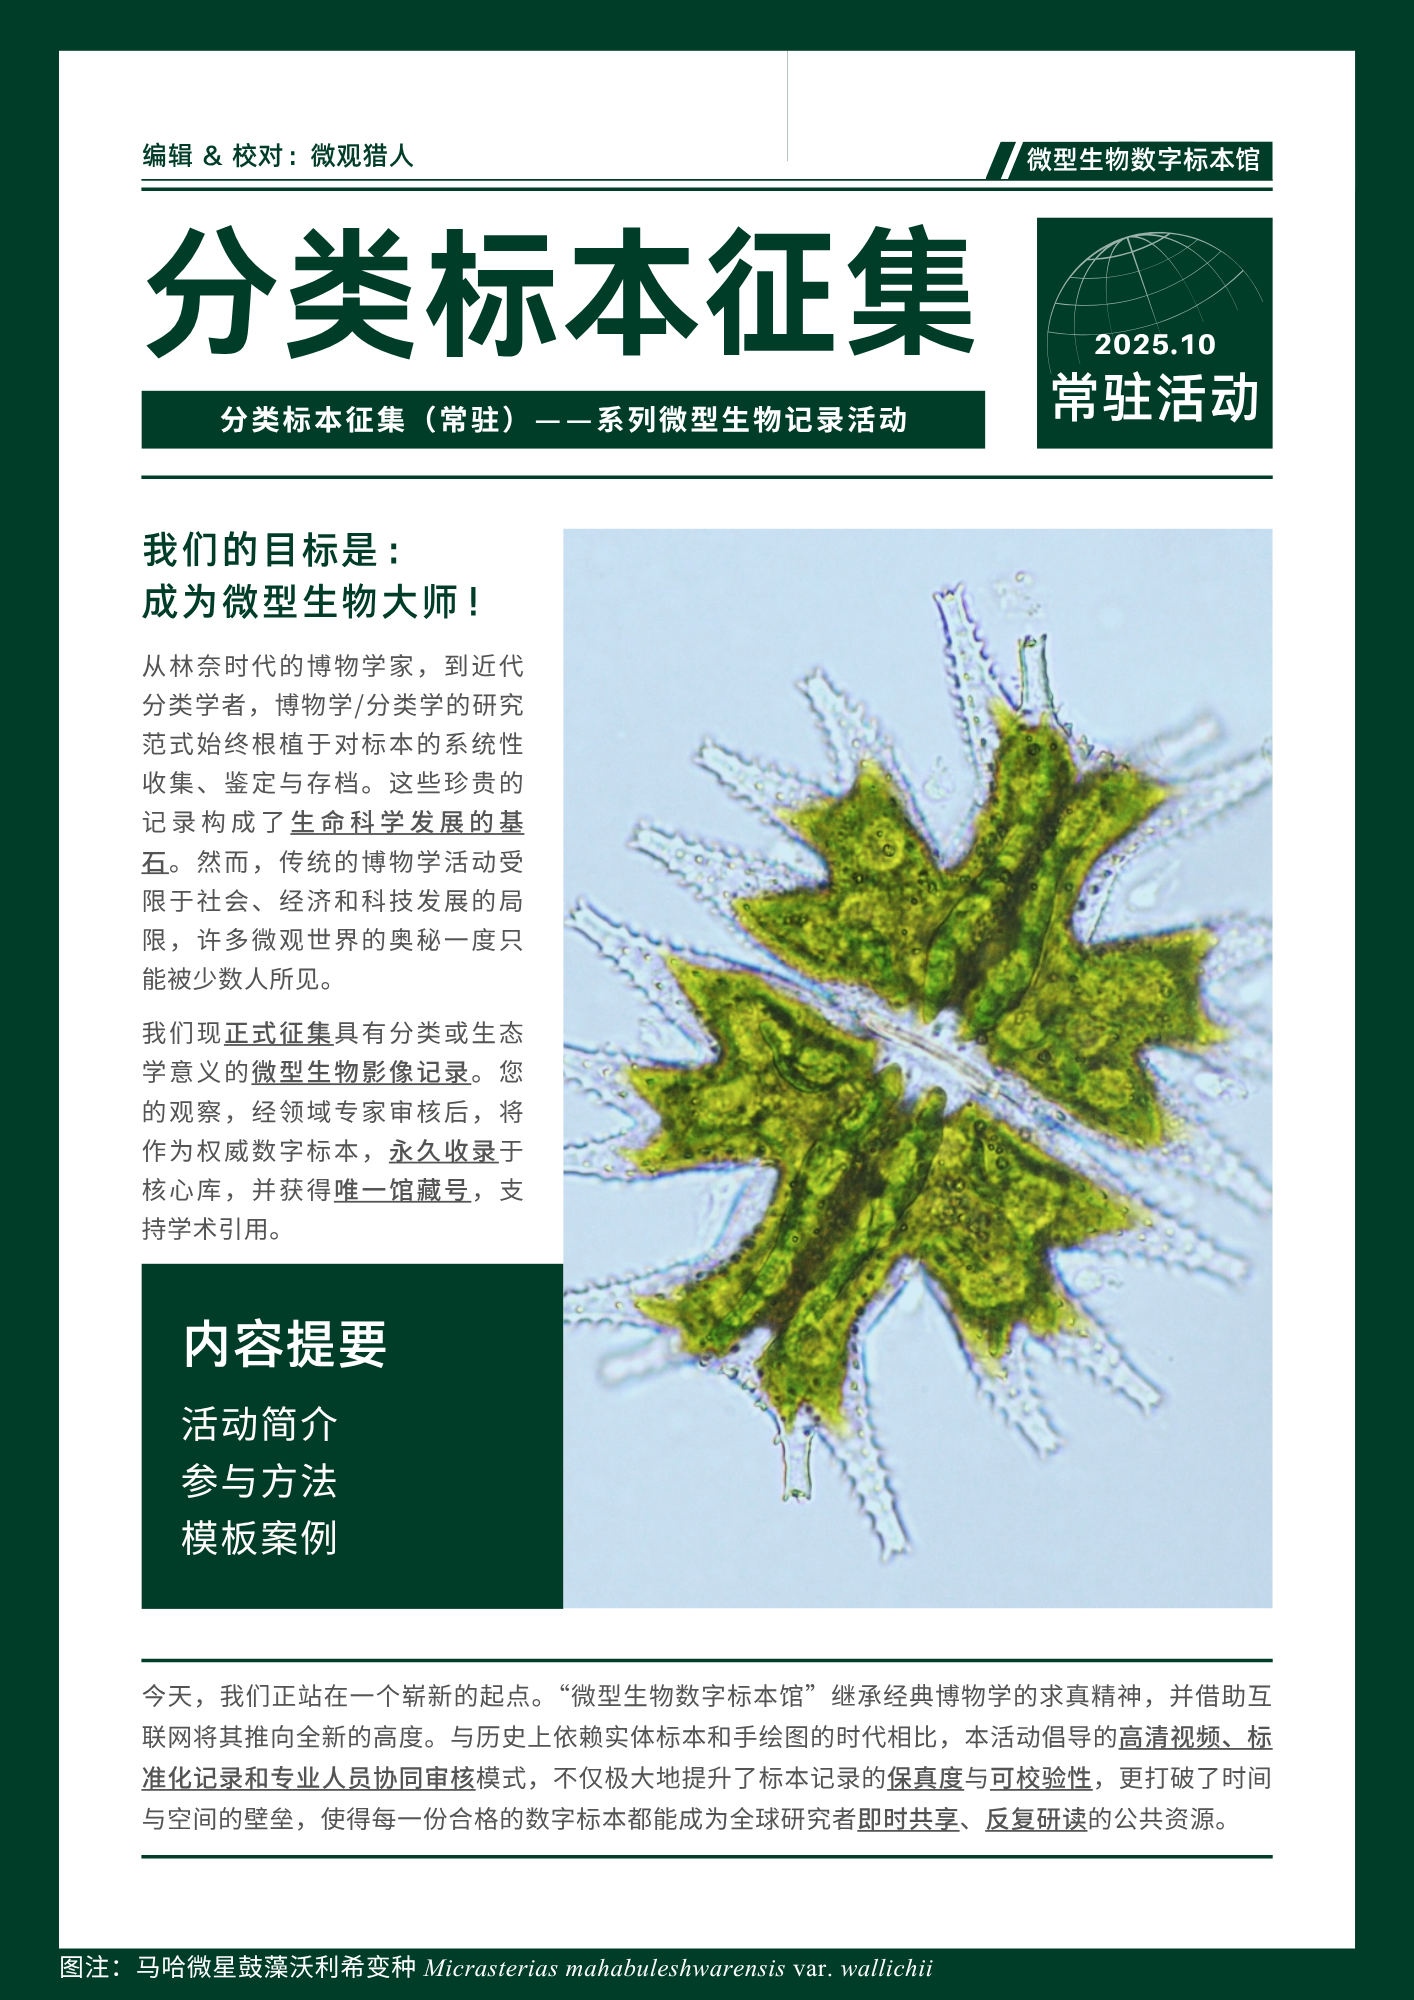 编辑 & 校对：微观猎人
微型生物数字标本馆
分类标本征集
2025.10
常驻活动
分类标本征集（常驻）——系列微型生物记录活动
我们的目标是：
成为微型生物大师！
从林奈时代的博物学家，到近代
分类学者，博物学/分类学的研究
范式始终根植于对标本的系统性
收集、鉴定与存档。这些珍贵的
记录构成了生命科学发展的基
石。然而，传统的博物学活动受
限于社会、经济和科技发展的局
限，许多微观世界的奥秘一度只
能被少数人所见。
我们现正式征集具有分类或生态
学意义的微型生物影像记录。您
的观察，经领域专家审核后，将
作为权威数字标本，永久收录于
核心库，并获得唯一馆藏号，支
持学术引用。
内容提要
活动简介
参与方法
模板案例
今天，我们正站在一个崭新的起点。“微型生物数字标本馆”继承经典博物学的求真精神，并借助互
联网将其推向全新的高度。与历史上依赖实体标本和手绘图的时代相比，本活动倡导的高清视频、标
准化记录和专业人员协同审核模式，不仅极大地提升了标本记录的保真度与可校验性，更打破了时间
与空间的壁垒，使得每一份合格的数字标本都能成为全球研究者即时共享、反复研读的公共资源。
图注：马哈微星鼓藻沃利希变种 Micrasterias mahabuleshwarensis var. wallichii